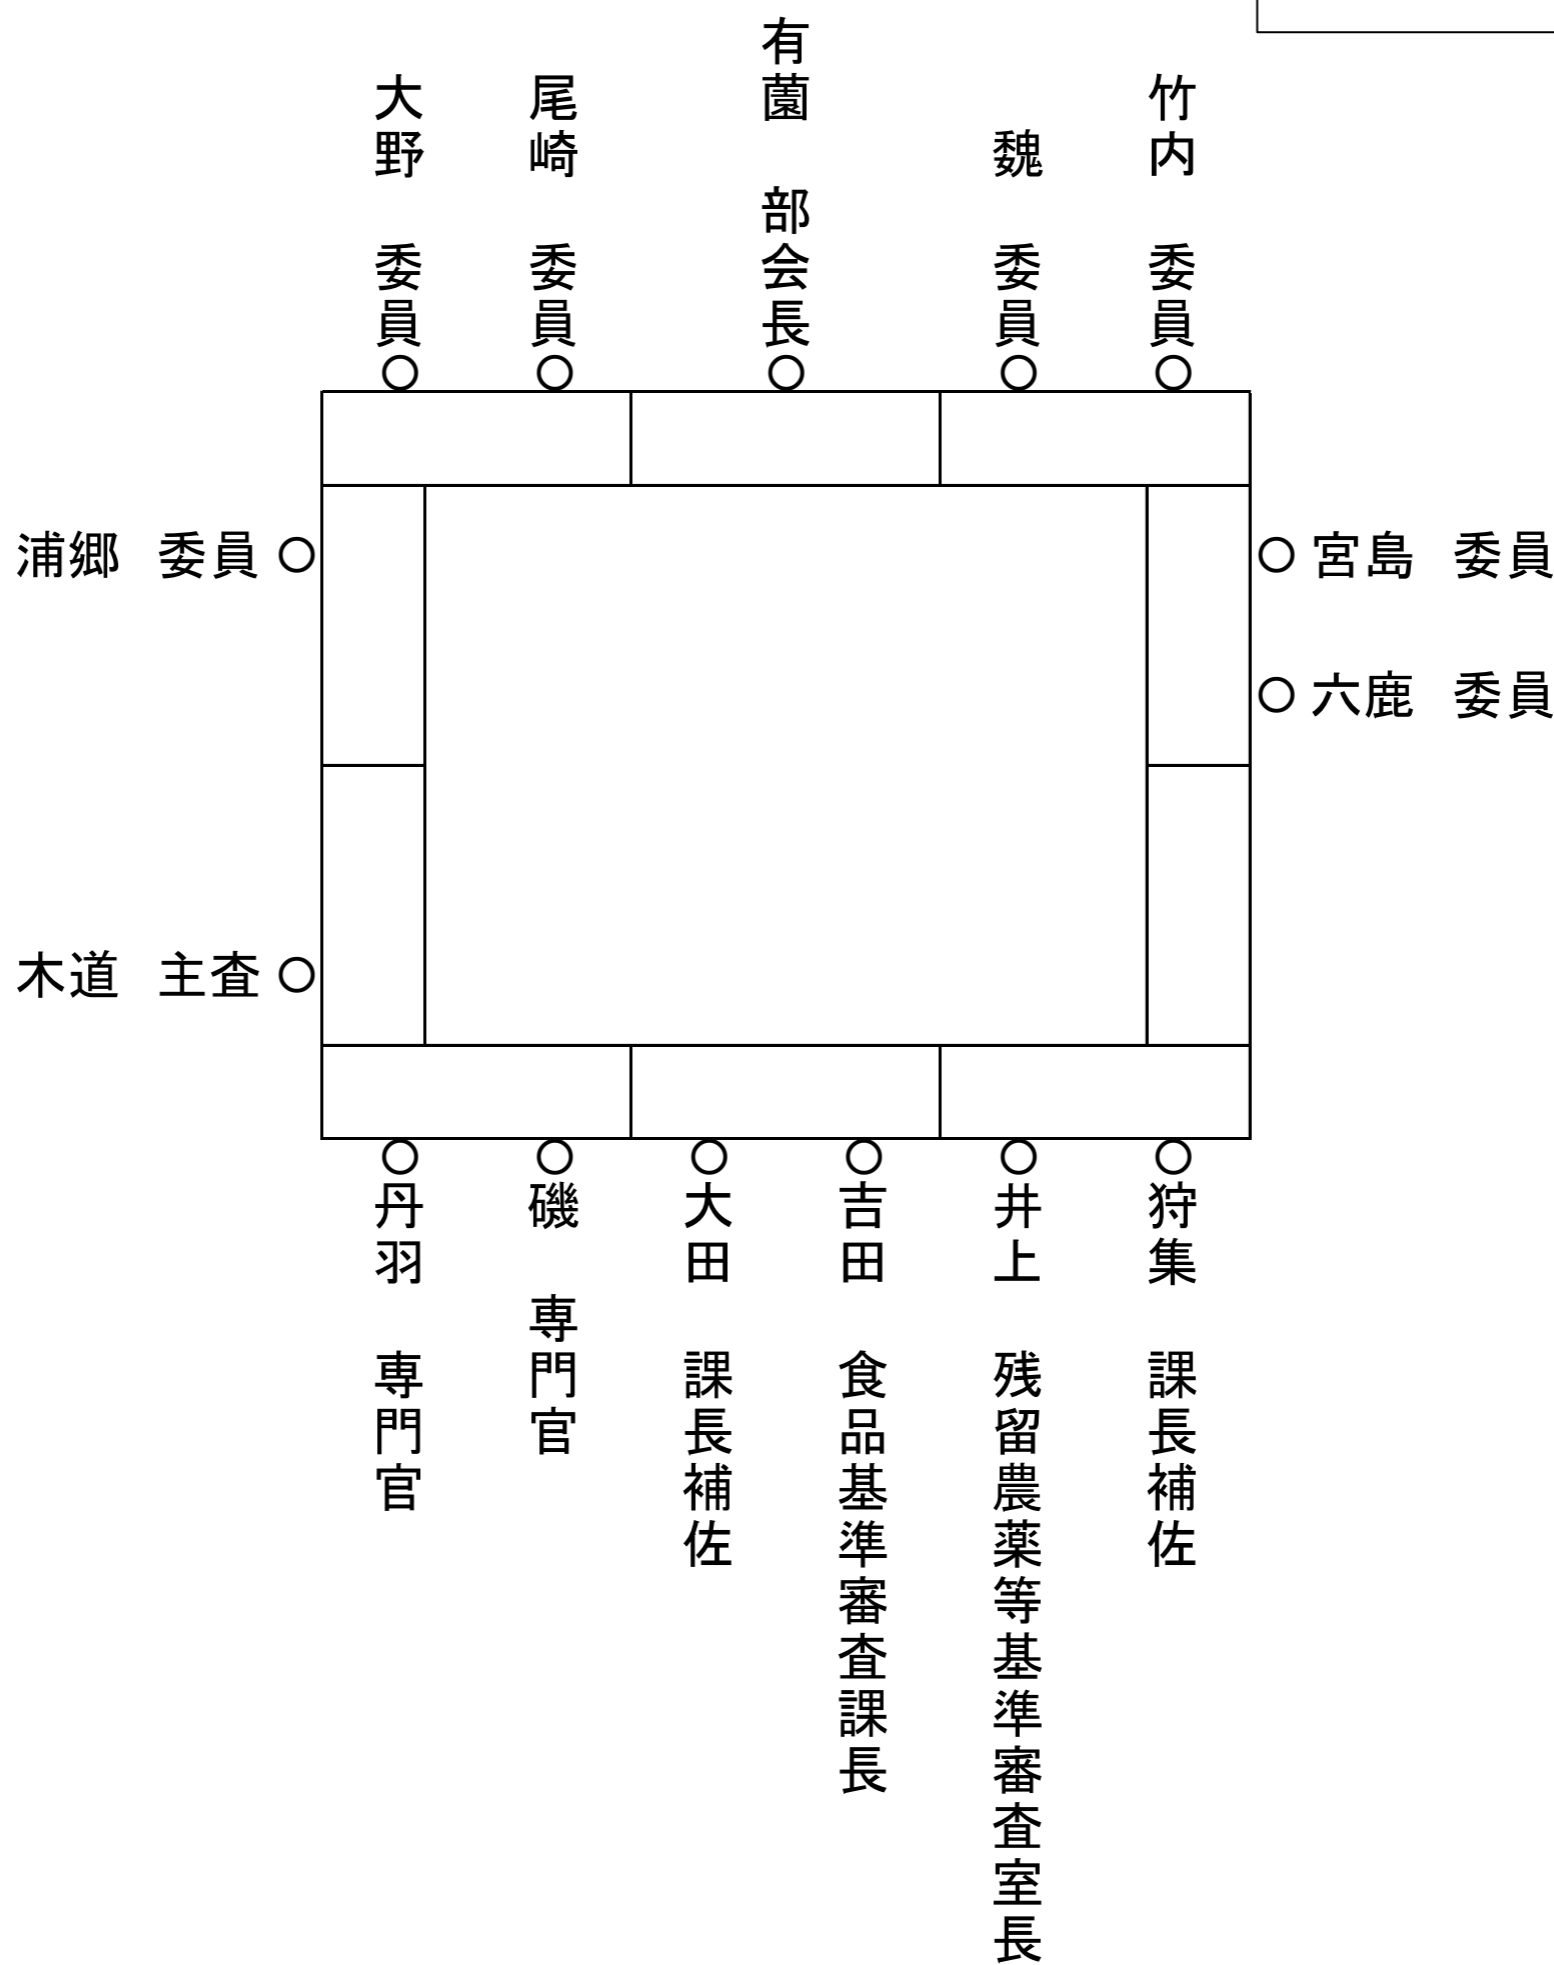 大野　委員
尾崎　委員
有薗　部会長
魏　委員
竹内　委員
浦郷　委員
宮島　委員
六鹿　委員
木道　主査
丹羽　専門官
磯　専門官
大田　課長補佐
吉田　食品基準審査課長
井上　残留農薬等基準審査室長
狩集　課長補佐